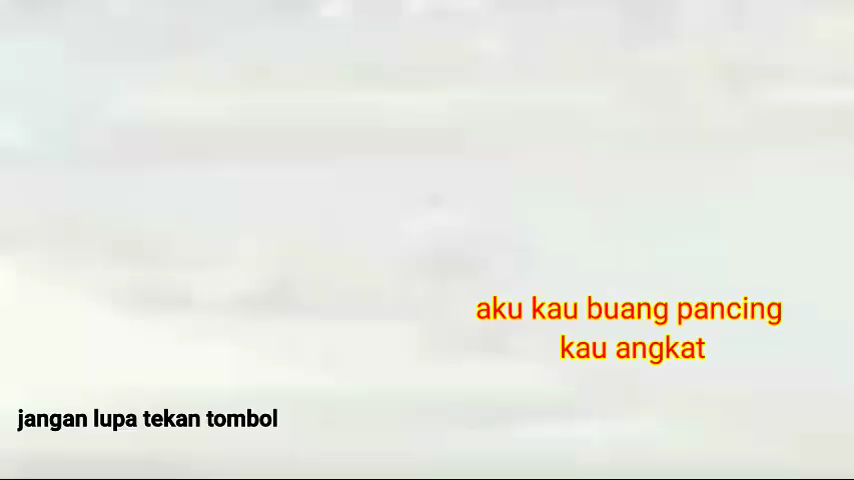 aku kau buang pancing
kau angkat
jangan lupa tekan tombol